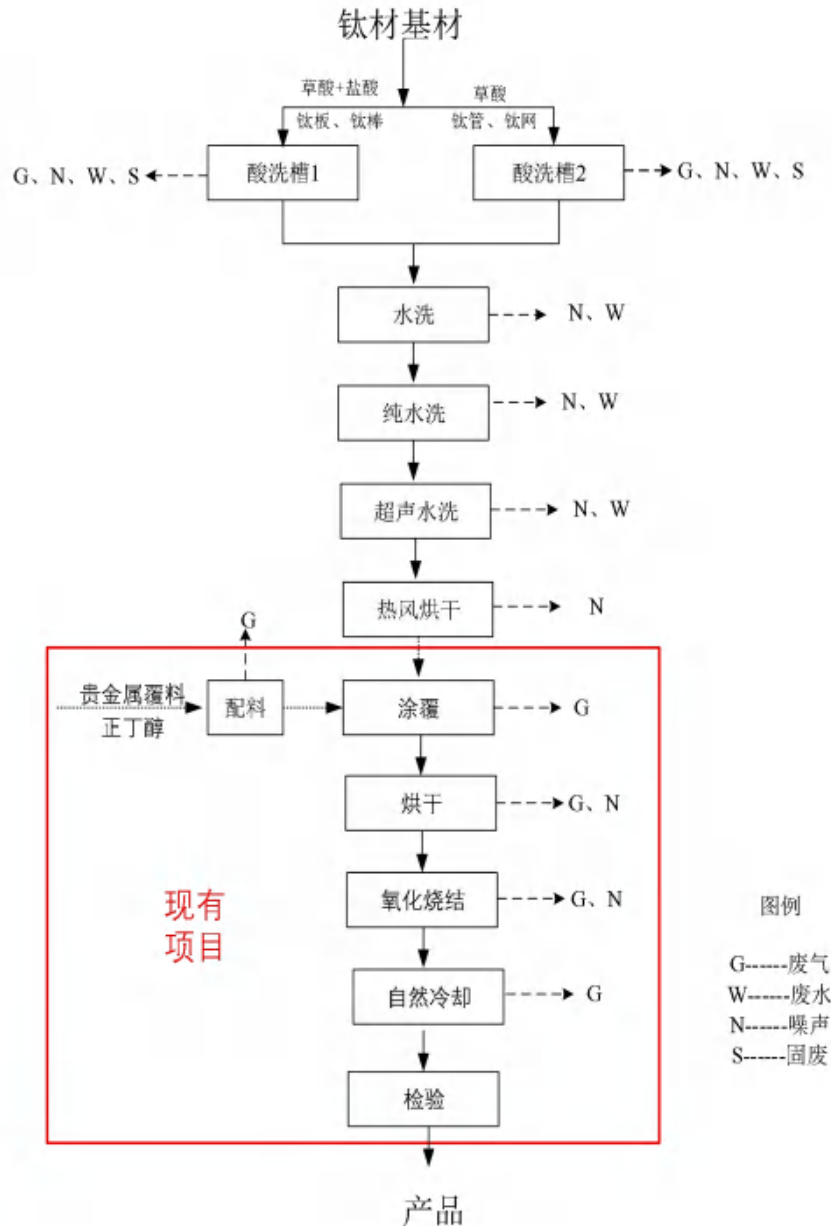 钛材基材
草酸+盐酸
草酸
钛板、钛棒
钛管、钛网
G、N、W、S
酸洗槽1
酸洗槽2
G、N、W、S
水洗
N、W
纯水洗
N、W
超声水洗
N、W
热风烘干
N
G
贵金属覆料
正丁醇
配料
涂覆
G
烘干
G、N
氧化烧结
G、N
自然冷却
G
检验
现有
项目
产品
图例
G------废气
W------废水
N------噪声
S------固废